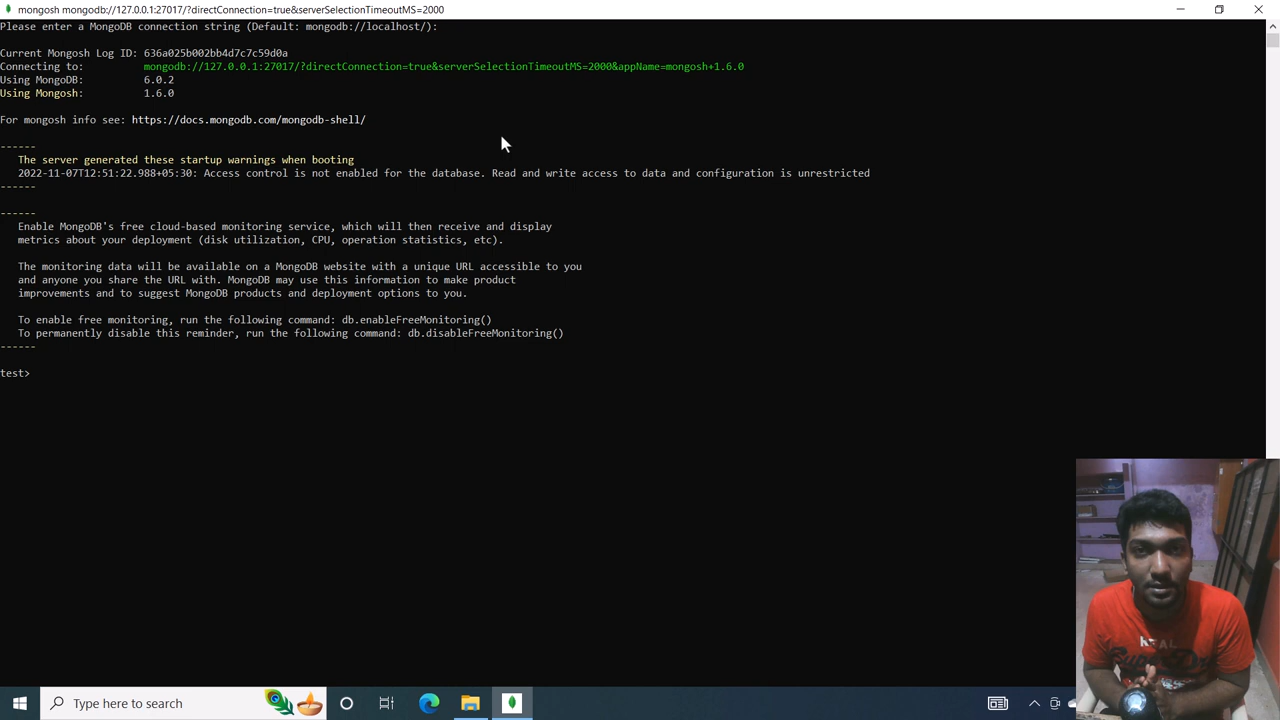 mongosh mongodb://127.0.0.1:27017/?directConnection=true&serverSelectionTimeoutMS=2000
Please enter a MongoDB connection string (Default: mongodb://localhost/):
Current Mongosh Log ID: 636a025b002bb4d7c7c59d0a
Connecting to: mongodb://127.0.0.1:27017/?directConnection=true&serverSelectionTimeoutMS=2000&appName=mongosh+1.6.0
Using MongoDB: 6.0.2
Using Mongosh: 1.6.0
For mongosh info see: https://docs.mongodb.com/mongodb-shell/
------
The server generated these startup warnings when booting
2022-11-07T12:51:22.988+05:30: Access control is not enabled for the database. Read and write access to data and configuration is unrestricted
------
------
Enable MongoDB's free cloud-based monitoring service, which will then receive and display
metrics about your deployment (disk utilization, CPU, operation statistics, etc).
The monitoring data will be available on a MongoDB website with a unique URL accessible to you
and anyone you share the URL with. MongoDB may use this information to make product
improvements and to suggest MongoDB products and deployment options to you.
To enable free monitoring, run the following command: db.enableFreeMonitoring()
To permanently disable this reminder, run the following command: db.disableFreeMonitoring()
------
test>
Type here to search